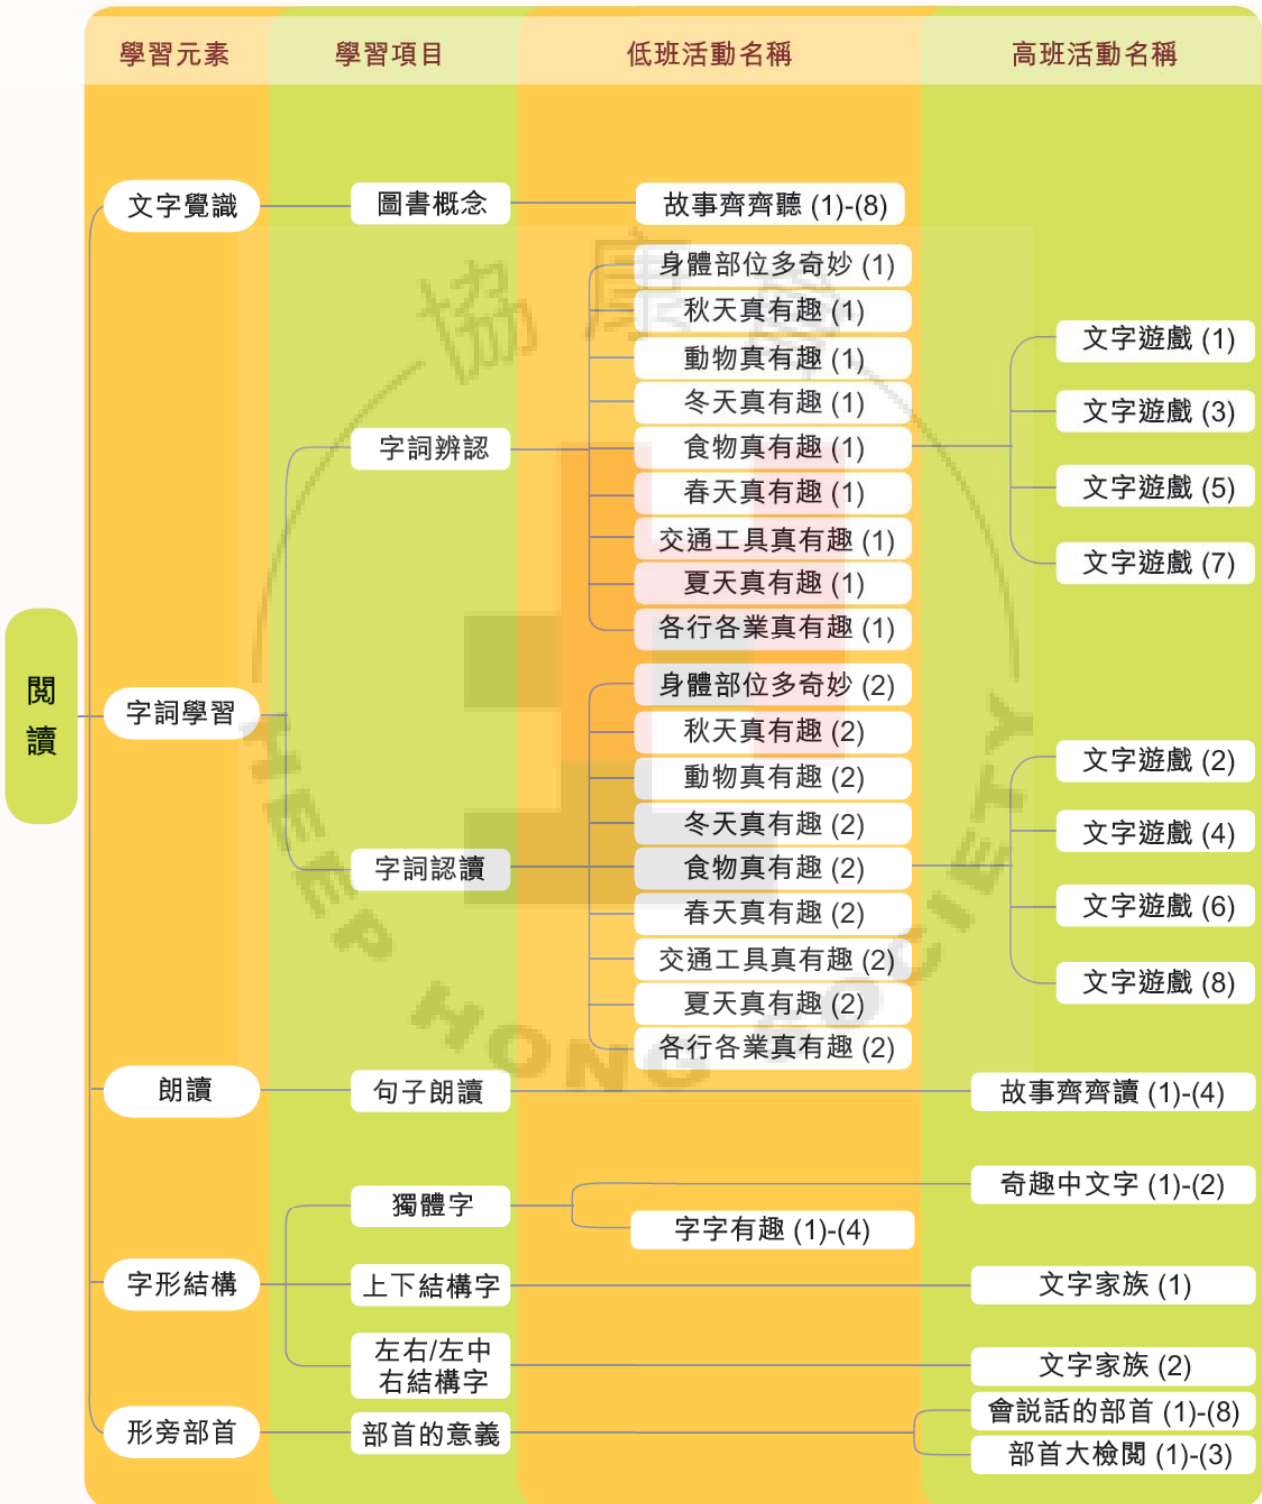 學習元素 學習項目 低班活動名稱 高班活動名稱
閱讀
文字覺識
圖書概念
故事齊齊聽 (1)-(8)
字詞學習
字詞辨認
身體部位多奇妙 (1)
秋天真有趣 (1)
動物真有趣 (1)
冬天真有趣 (1)
食物真有趣 (1)
春天真有趣 (1)
交通工具真有趣 (1)
夏天真有趣 (1)
各行各業真有趣 (1)
文字遊戲 (1)
文字遊戲 (3)
文字遊戲 (5)
文字遊戲 (7)
字詞認讀
身體部位多奇妙 (2)
秋天真有趣 (2)
動物真有趣 (2)
冬天真有趣 (2)
食物真有趣 (2)
春天真有趣 (2)
交通工具真有趣 (2)
夏天真有趣 (2)
各行各業真有趣 (2)
文字遊戲 (2)
文字遊戲 (4)
文字遊戲 (6)
文字遊戲 (8)
朗讀
句子朗讀
故事齊齊讀 (1)-(4)
字形結構
獨體字
奇趣中文字 (1)-(2)
字字有趣 (1)-(4)
上下結構字
文字家族 (1)
左右/左中
右結構字
文字家族 (2)
形旁部首
部首的意義
會説話的部首 (1)-(8)
部首大檢閱 (1)-(3)
協康會
HEEP HONG SOCIETY